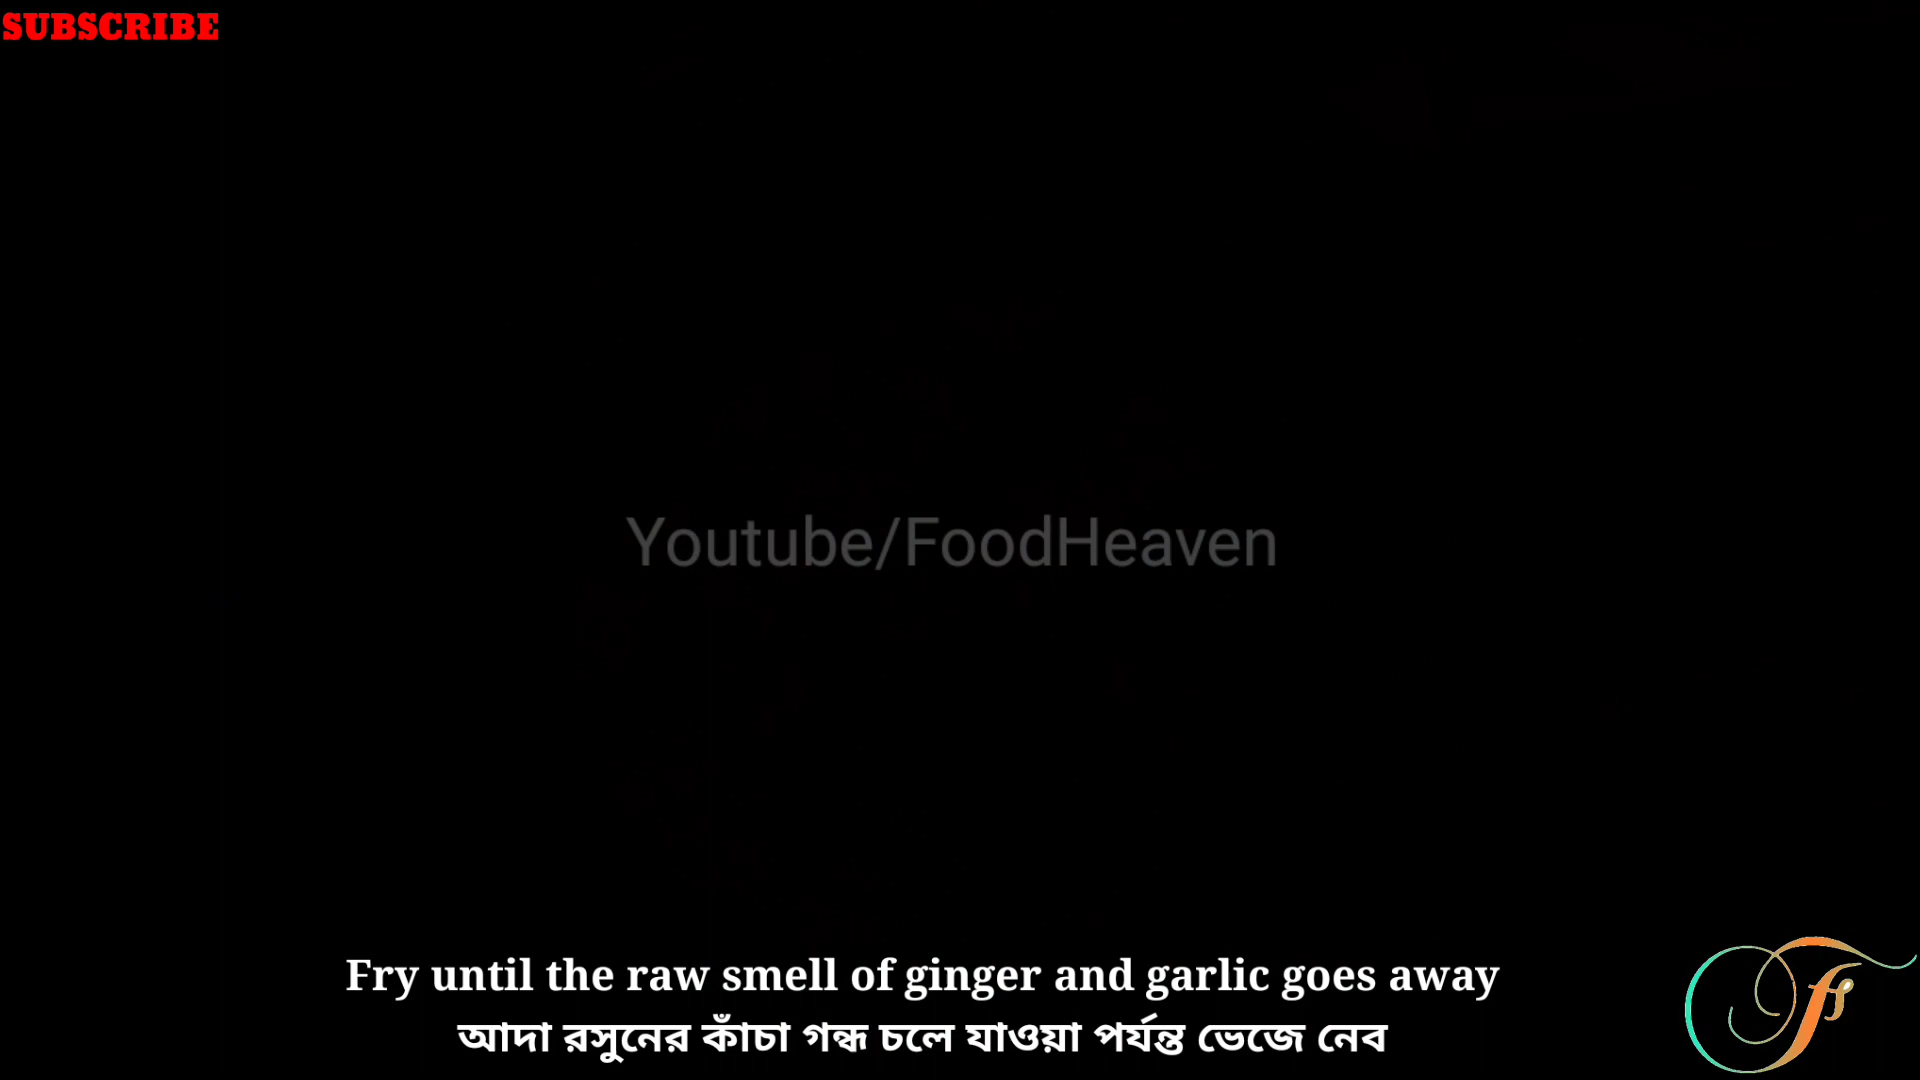 SUBSCRIBE
Youtube/FoodHeaven
Fry until the raw smell of ginger and garlic goes away
আদা রসুনের কাঁচা গন্ধ চলে যাওয়া পর্যন্ত ভেজে নেব